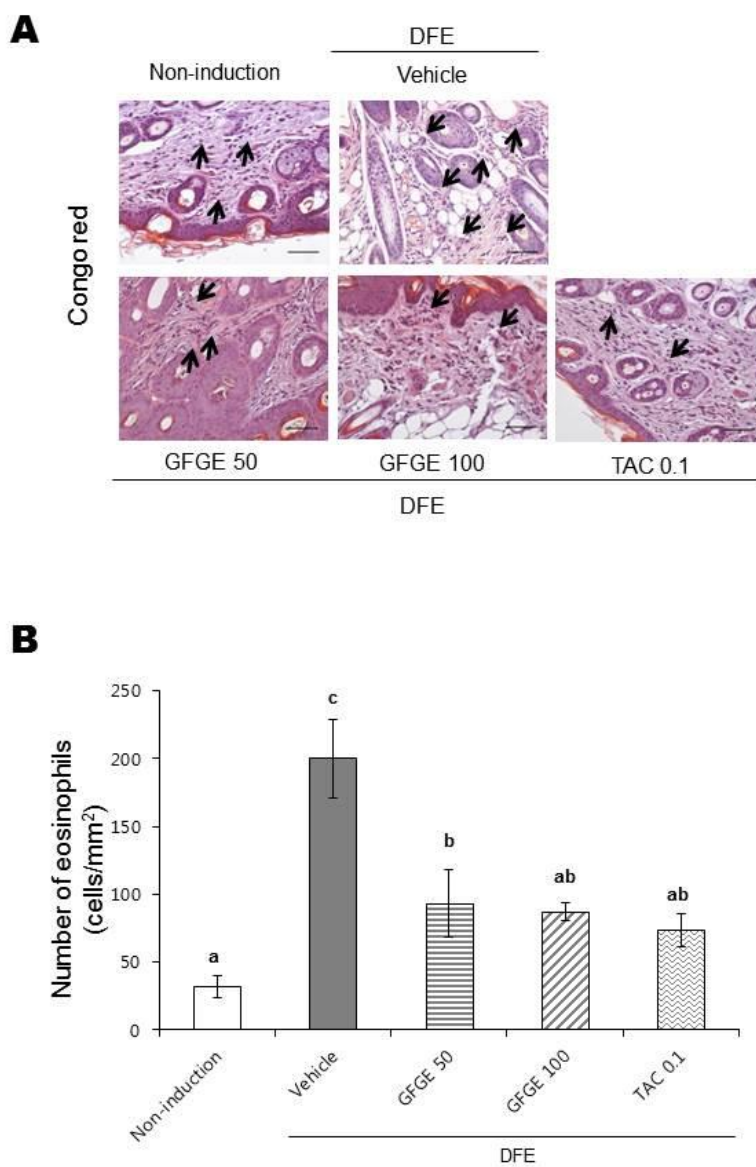 A
DFE
Non-induction
Vehicle
Congo red
GFGE 50
GFGE 100
TAC 0.1
DFE
B
Number of eosinophils
(cells/mm²)
250
200
150
100
50
0
a
c
b
ab
ab
Non-induction
Vehicle
GFGE 50
GFGE 100
TAC 0.1
DFE